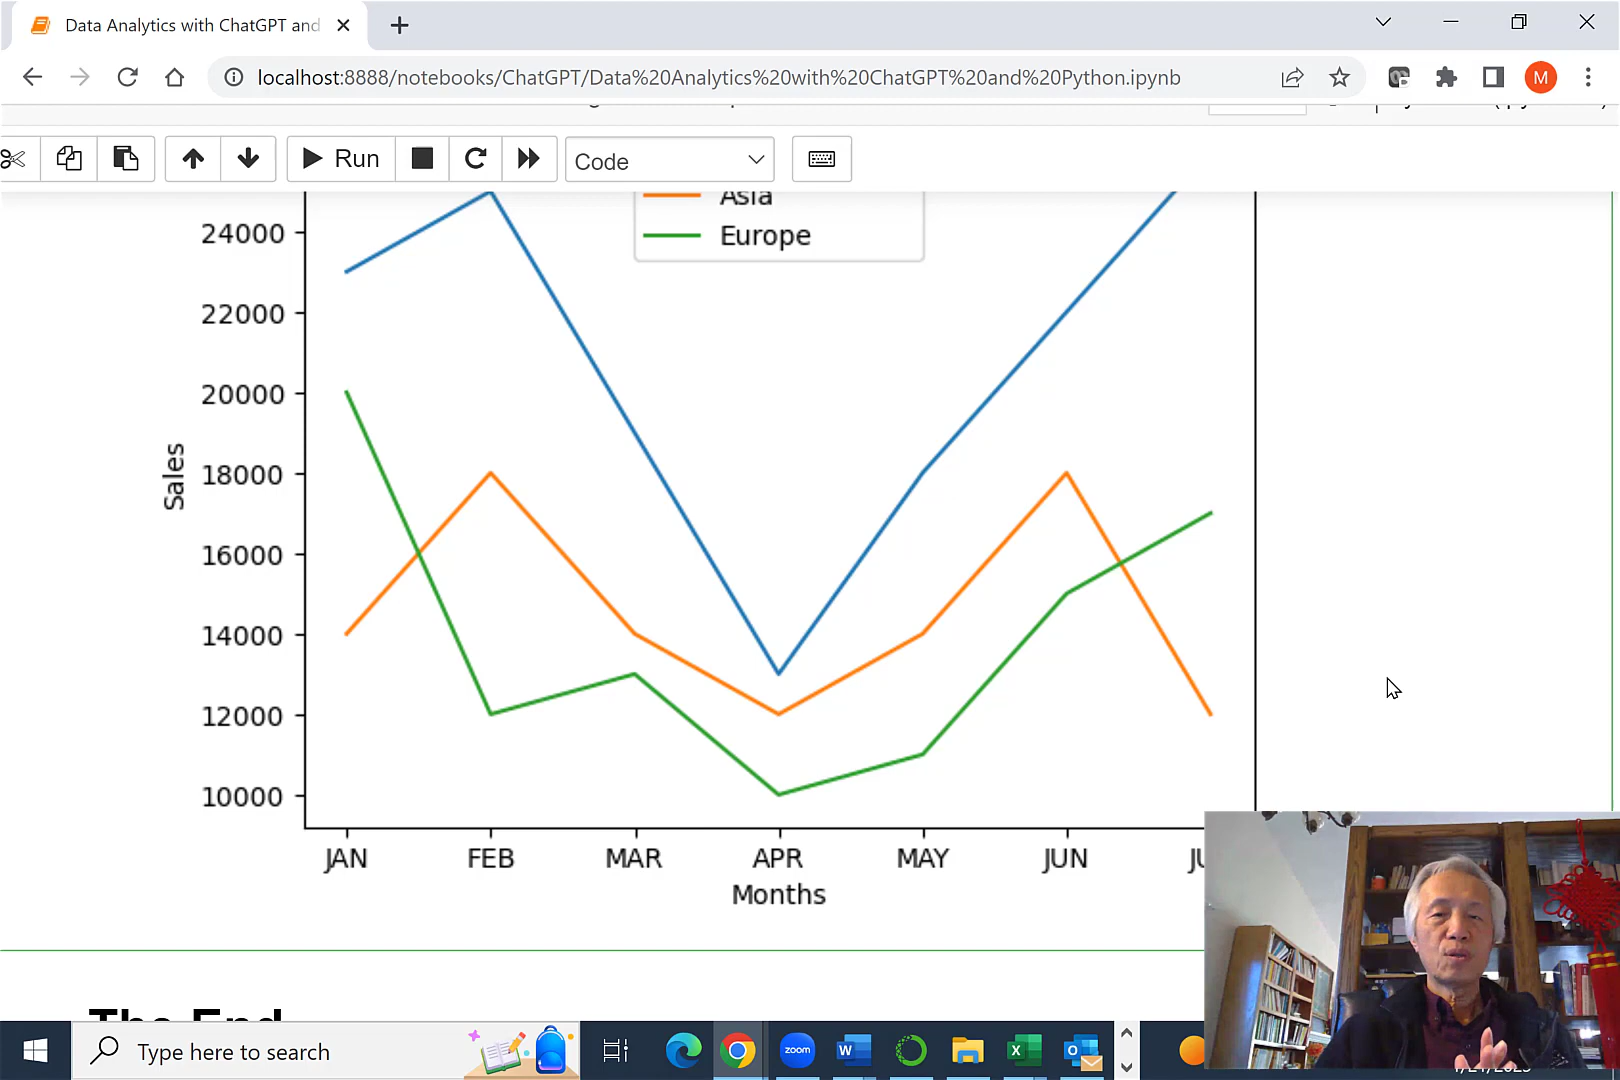 Data Analytics with ChatGPT and
localhost:8888/notebooks/ChatGPT/Data%20Analytics%20with%20ChatGPT%20and%20Python.ipynb
M
Run
Code
Asia
Europe
24000
22000
20000
18000
16000
14000
12000
10000
Sales
JAN FEB MAR APR MAY JUN
Months
The End
Type here to search
zoom
W
X
O